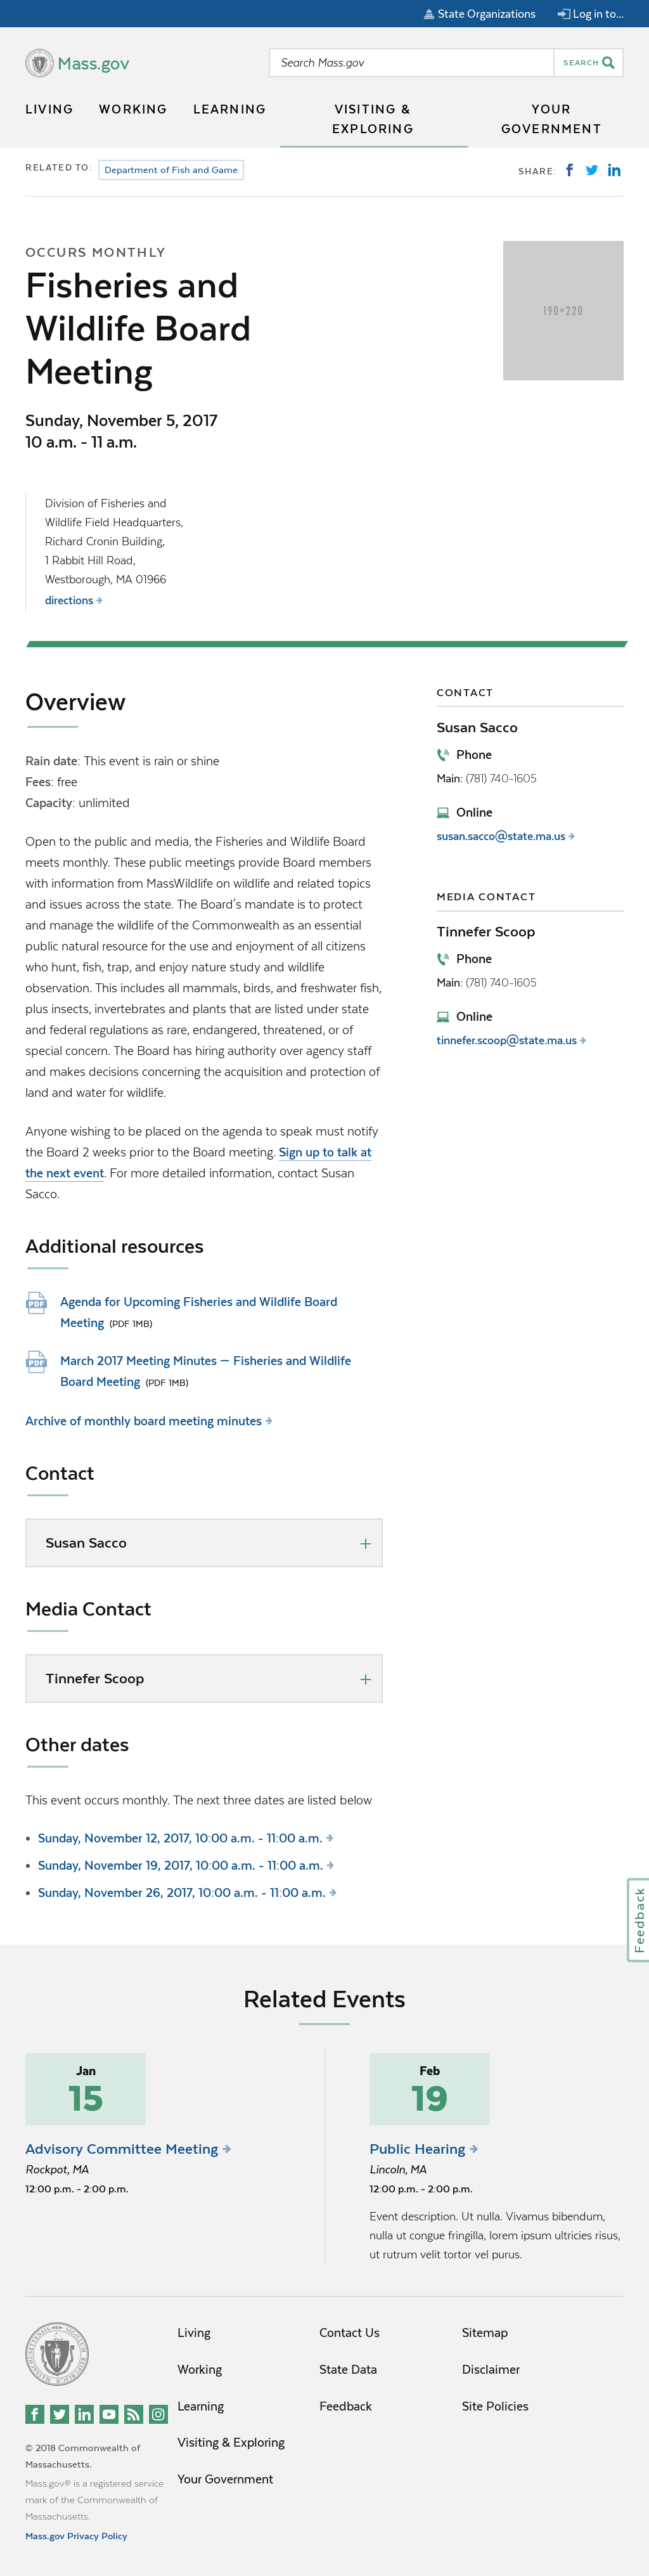 State Organizations
Log in to...
Mass.gov
Search Mass.gov
SEARCH
LIVING
WORKING
LEARNING
VISITING &
EXPLORING
YOUR
GOVERNMENT
RELATED TO:
Department of Fish and Game
SHARE:
OCCURS MONTHLY
Fisheries and
Wildlife Board
Meeting
190×220
Sunday, November 5, 2017
10 a.m. - 11 a.m.
Division of Fisheries and
Wildlife Field Headquarters,
Richard Cronin Building,
1 Rabbit Hill Road,
Westborough, MA 01966
directions
Overview
Rain date: This event is rain or shine
Fees: free
Capacity: unlimited
Open to the public and media, the Fisheries and Wildlife Board
meets monthly. These public meetings provide Board members
with information from MassWildlife on wildlife and related topics
and issues across the state. The Board's mandate is to protect
and manage the wildlife of the Commonwealth as an essential
public natural resource for the use and enjoyment of all citizens
who hunt, fish, trap, and enjoy nature study and wildlife
observation. This includes all mammals, birds, and freshwater fish,
plus insects, invertebrates and plants that are listed under state
and federal regulations as rare, endangered, threatened, or of
special concern. The Board has hiring authority over agency staff
and makes decisions concerning the acquisition and protection of
land and water for wildlife.
Anyone wishing to be placed on the agenda to speak must notify
the Board 2 weeks prior to the Board meeting. Sign up to talk at
the next event. For more detailed information, contact Susan
Sacco.
Additional resources
PDF
Agenda for Upcoming Fisheries and Wildlife Board
Meeting (PDF 1MB)
PDF
March 2017 Meeting Minutes — Fisheries and Wildlife
Board Meeting (PDF 1MB)
Archive of monthly board meeting minutes
Contact
Susan Sacco
Media Contact
Tinnefer Scoop
Other dates
This event occurs monthly. The next three dates are listed below
• Sunday, November 12, 2017, 10:00 a.m. - 11:00 a.m.
• Sunday, November 19, 2017, 10:00 a.m. - 11:00 a.m.
• Sunday, November 26, 2017, 10:00 a.m. - 11:00 a.m.
CONTACT
Susan Sacco
Phone
Main: (781) 740-1605
Online
susan.sacco@state.ma.us
MEDIA CONTACT
Tinnefer Scoop
Phone
Main: (781) 740-1605
Online
tinnefer.scoop@state.ma.us
Feedback
Related Events
Jan
15
Advisory Committee Meeting
Rockpot, MA
12:00 p.m. - 2:00 p.m.
Feb
19
Public Hearing
Lincoln, MA
12:00 p.m. - 2:00 p.m.
Event description. Ut nulla. Vivamus bibendum,
nulla ut congue fringilla, lorem ipsum ultricies risus,
ut rutrum velit tortor vel purus.
Living
Working
Learning
Visiting & Exploring
Your Government
Contact Us
State Data
Feedback
Sitemap
Disclaimer
Site Policies
© 2018 Commonwealth of
Massachusetts.
Mass.gov® is a registered service
mark of the Commonwealth of
Massachusetts.
Mass.gov Privacy Policy